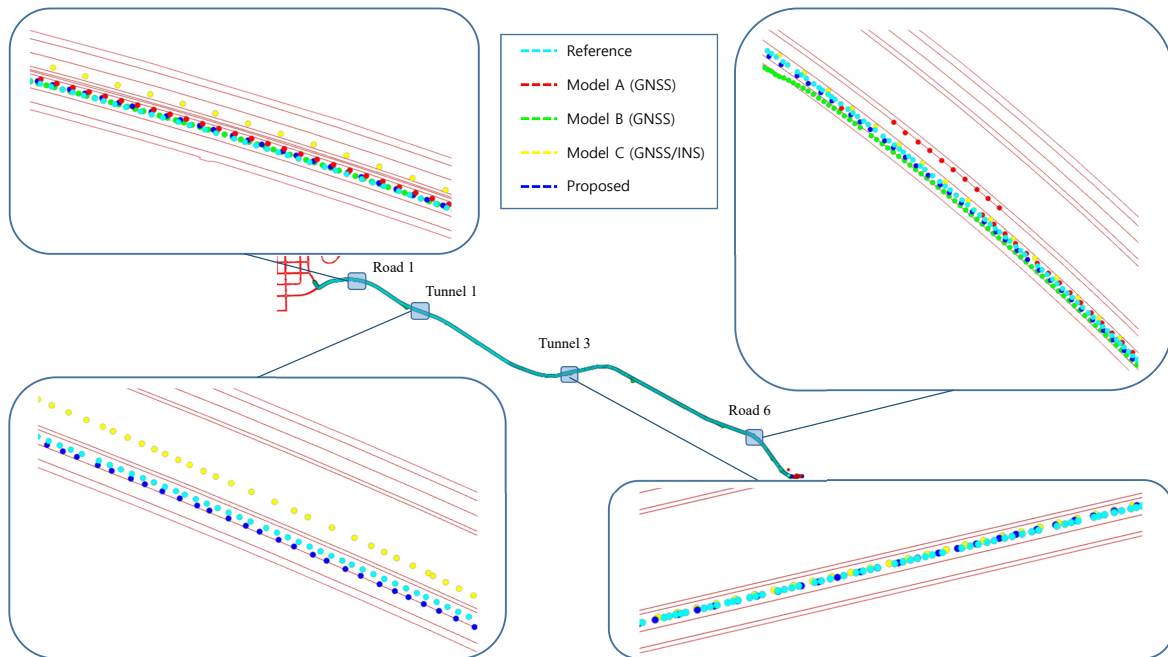 Reference
Model A (GNSS)
Model B (GNSS)
Model C (GNSS/INS)
Proposed
Road 1
Tunnel 1
Tunnel 3
Road 6